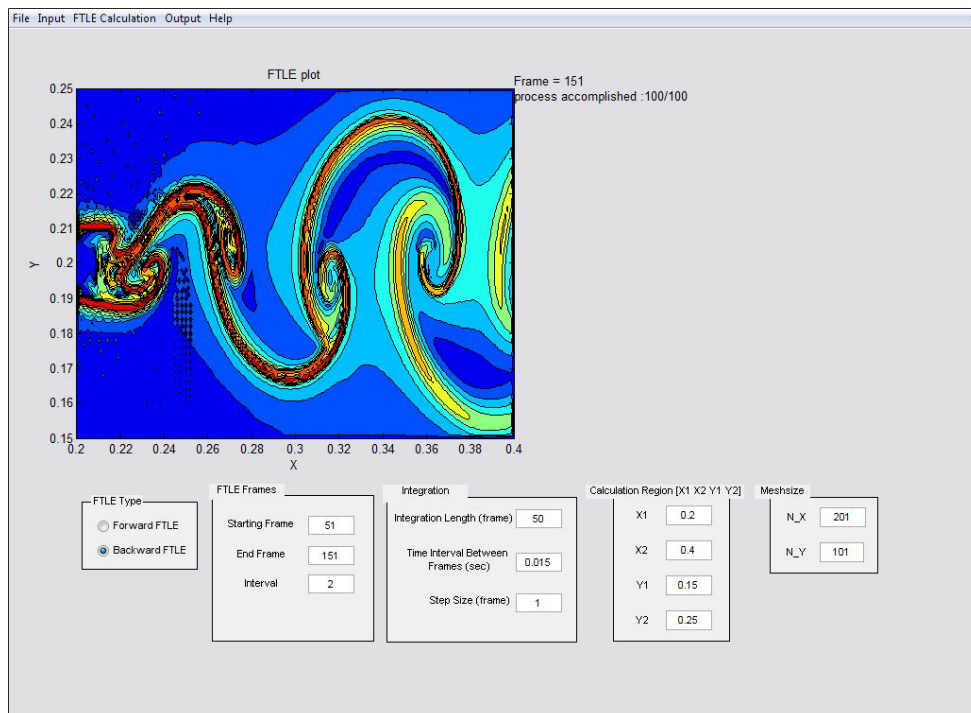 File Input FTLE Calculation Output Help
FTLE plot
Frame = 151
process accomplished :100/100
0.25
0.24
0.23
0.22
0.21
0.2
0.19
0.18
0.17
0.16
0.15
Y
0.2 0.22 0.24 0.26 0.28 0.3 0.32 0.34 0.36 0.38 0.4
X
FTLE Type
Forward FTLE
Backward FTLE
FTLE Frames
Starting Frame 51
End Frame 151
Interval 2
Integration
Integration Length (frame) 50
Time Interval Between
Frames (sec) 0.015
Step Size (frame) 1
Calculation Region [X1 X2 Y1 Y2]
X1 0.2
X2 0.4
Y1 0.15
Y2 0.25
Meshsize
N_X 201
N_Y 101